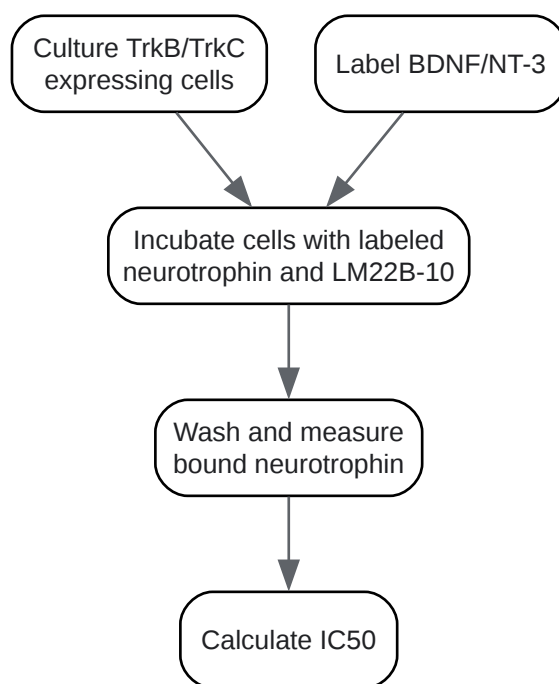 Culture TrkB/TrkC
expressing cells
Label BDNF/NT-3
Incubate cells with labeled
neurotrophin and LM22B-10
Wash and measure
bound neurotrophin
Calculate IC50